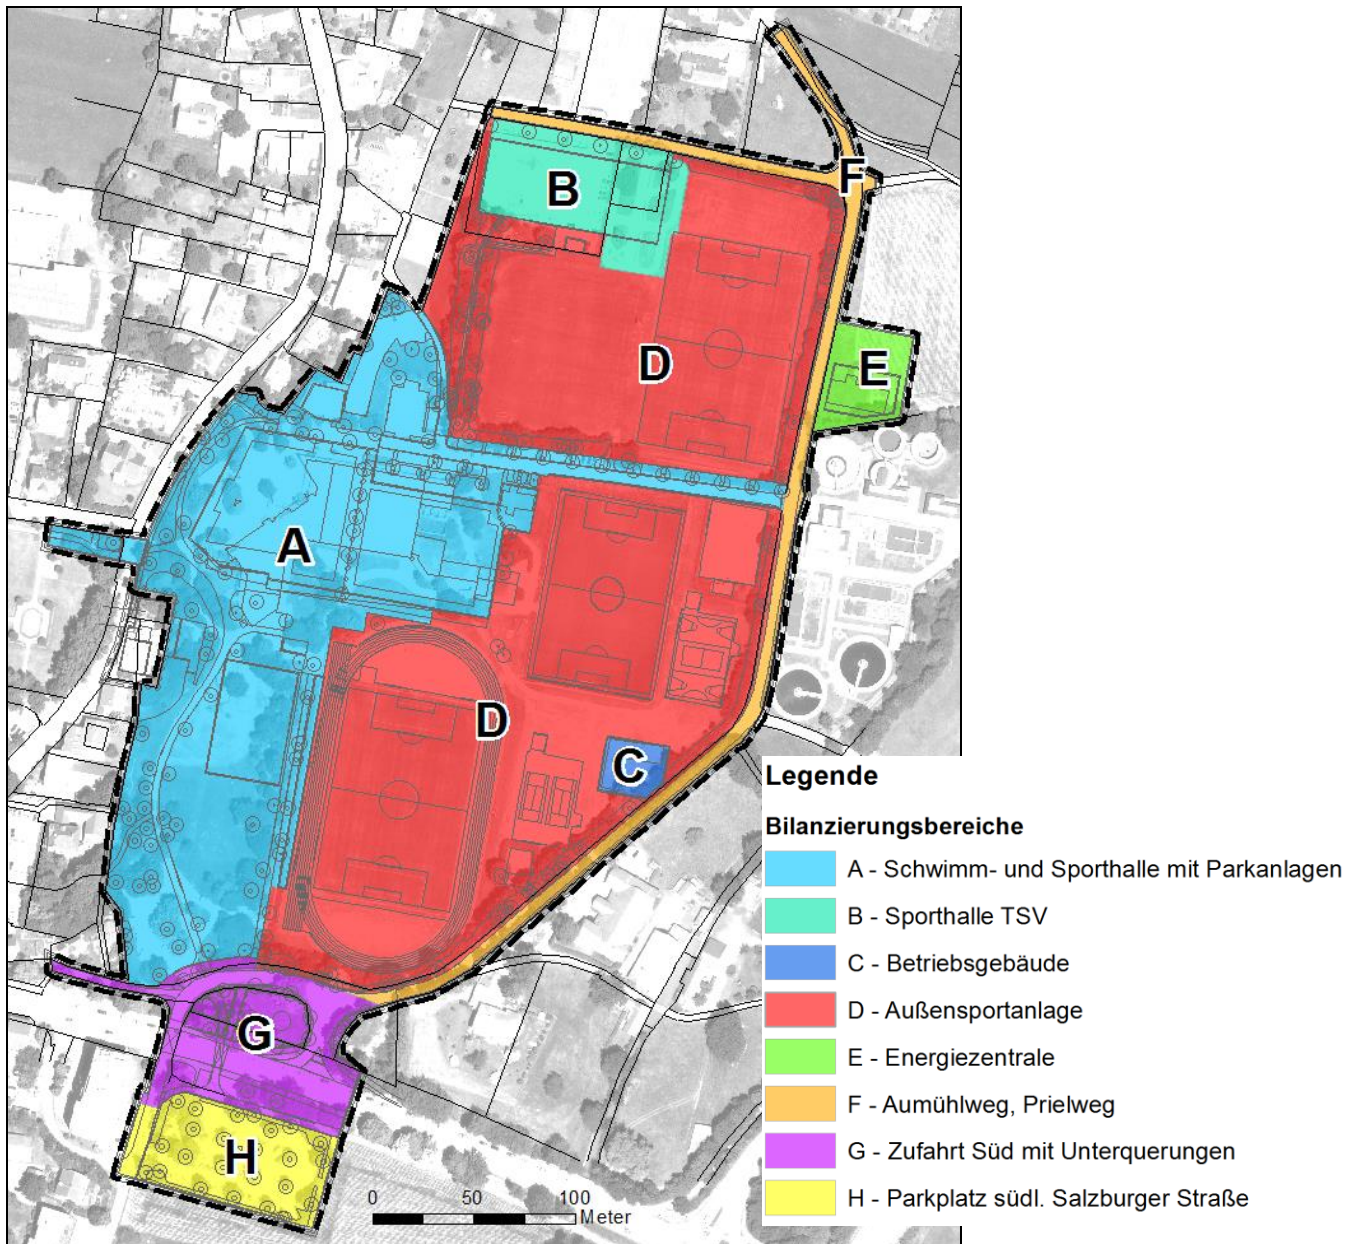 B
F
D
E
A
D
C
G
H
0 50 100
Meter
Legende
Bilanzierungsbereiche
A - Schwimm- und Sporthalle mit Parkanlagen
B - Sporthalle TSV
C - Betriebsgebäude
D - Außensportanlage
E - Energiezentrale
F - Aumühlweg, Prielweg
G - Zufahrt Süd mit Unterquerungen
H - Parkplatz südl. Salzburger Straße